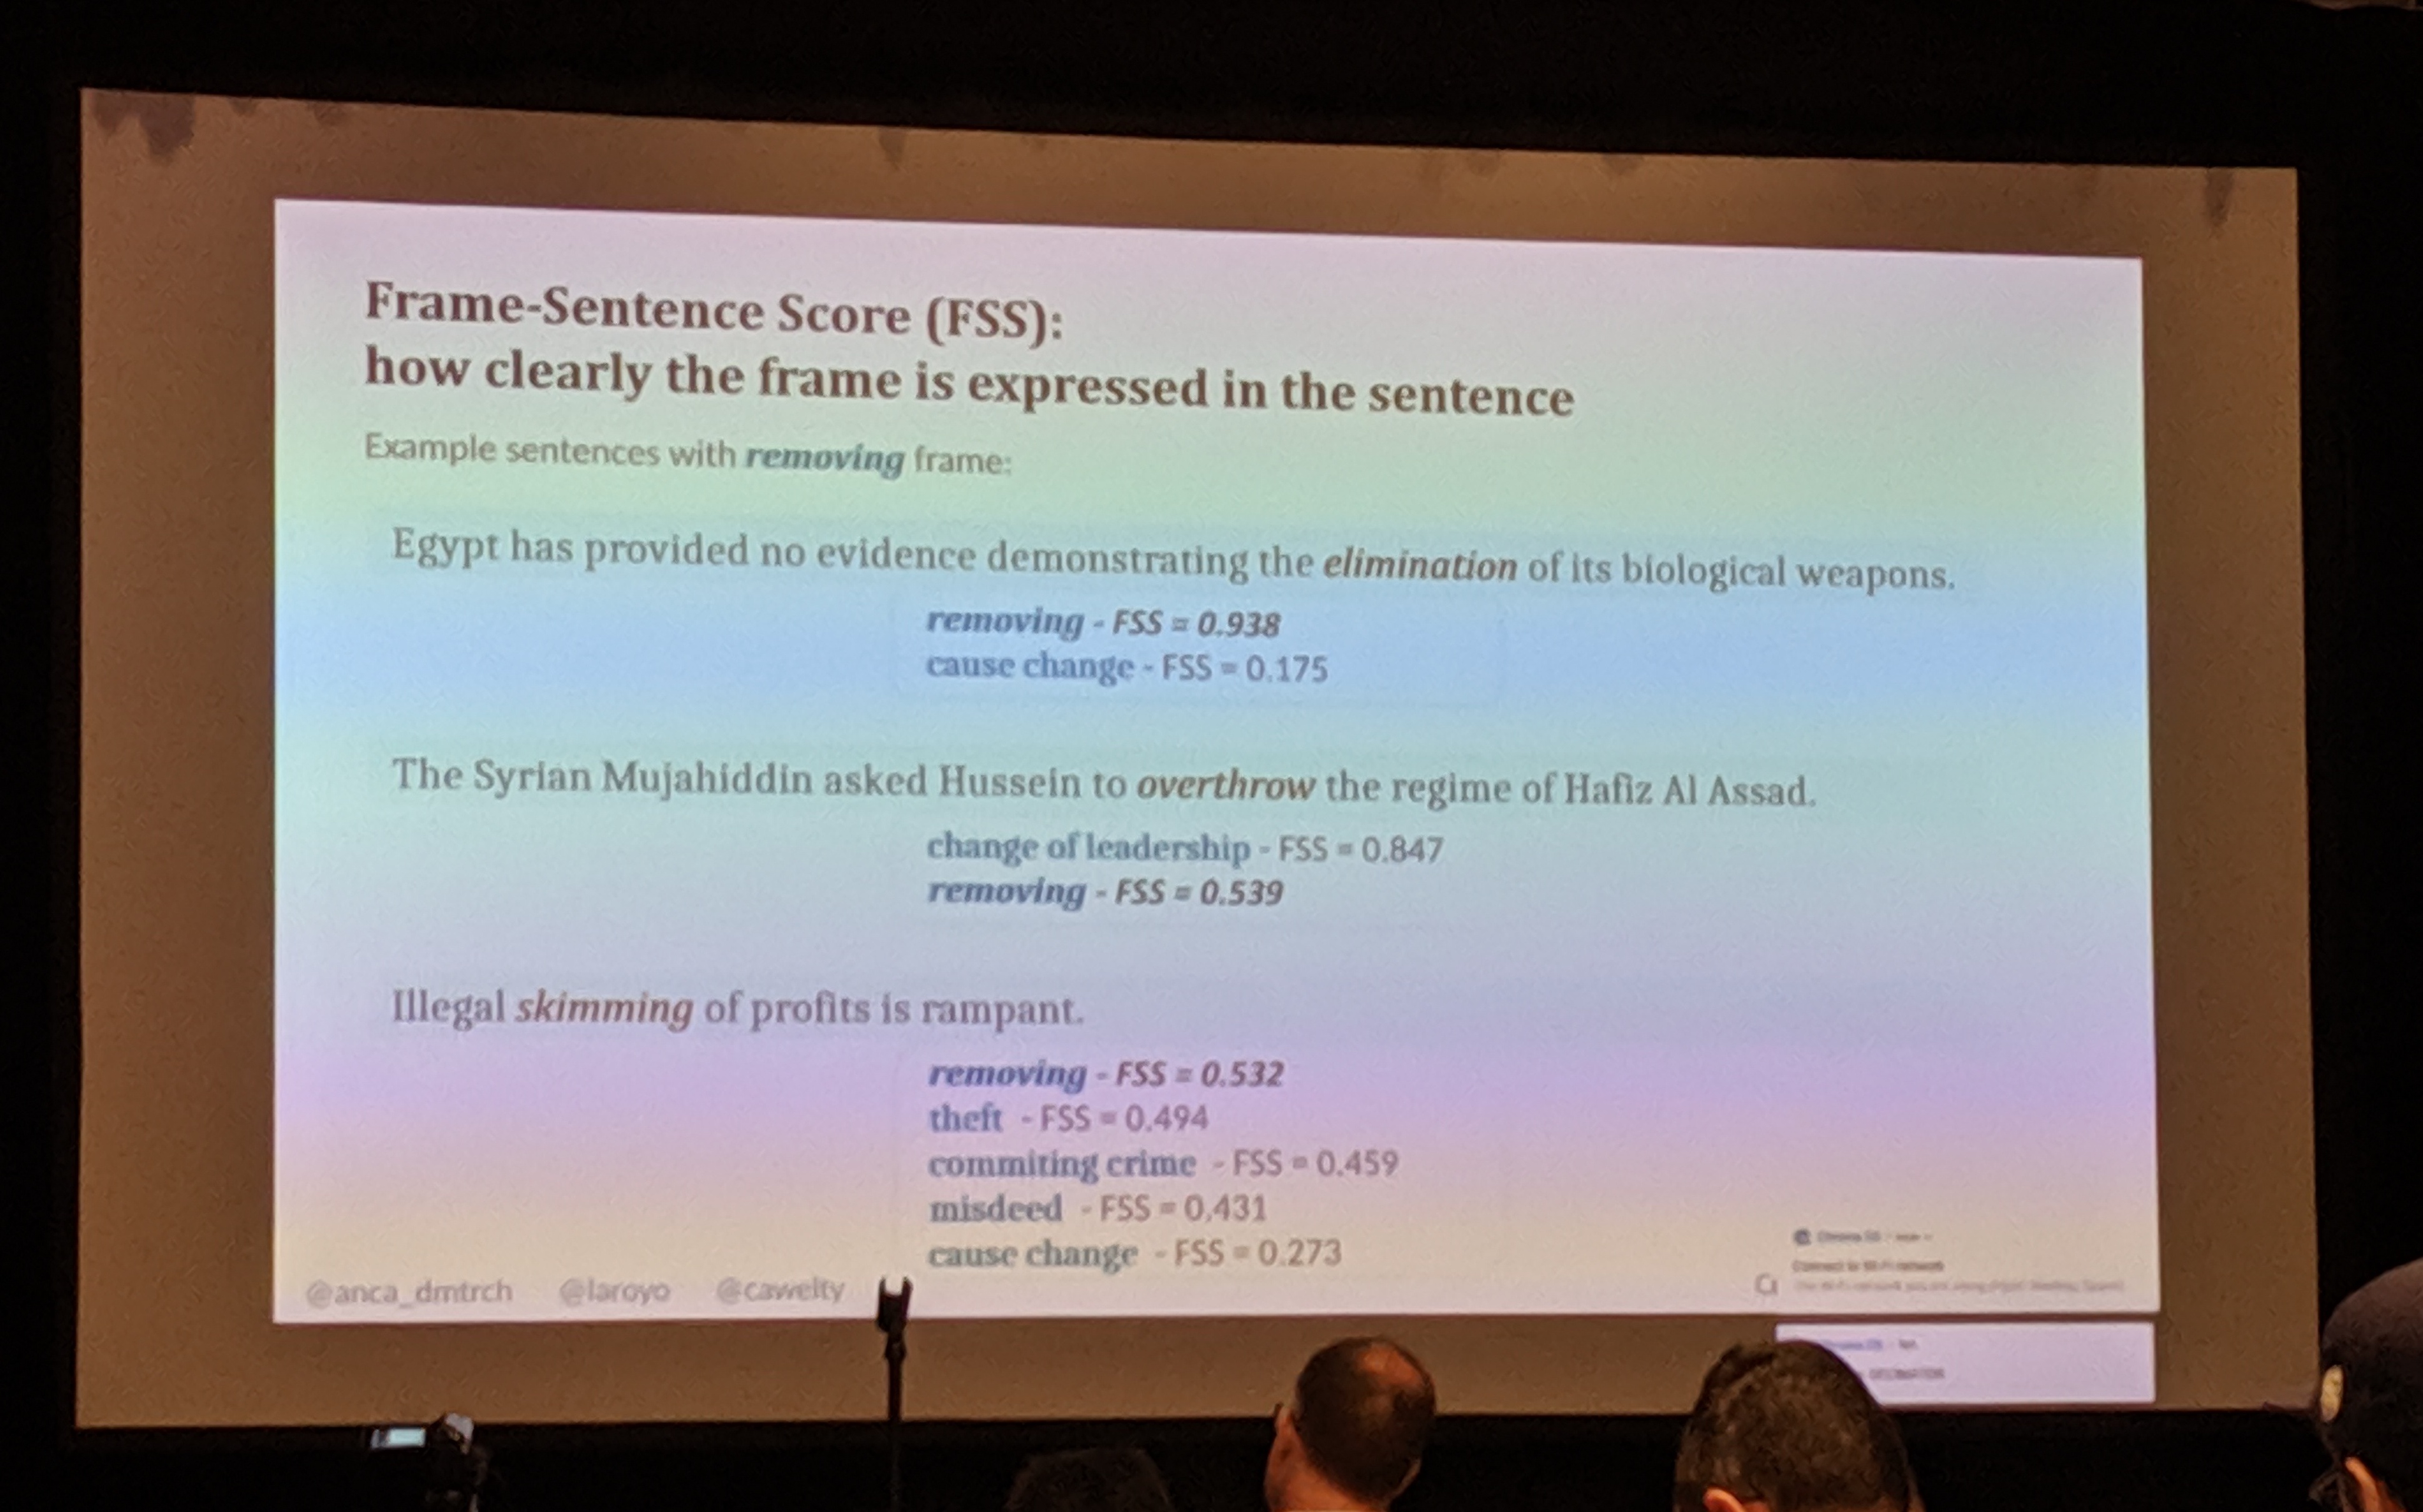 Frame-Sentence Score (FSS):
how clearly the frame is expressed in the sentence
Example sentences with removing frame:
Egypt has provided no evidence demonstrating the elimination of its biological weapons.
removing - FSS = 0.938
cause change - FSS = 0.175
The Syrian Mujahiddin asked Hussein to overthrow the regime of Hafiz Al Assad.
change of leadership - FSS = 0.847
removing - FSS = 0.539
Illegal skimming of profits is rampant.
removing - FSS = 0.532
theft - FSS = 0.494
commiting crime - FSS = 0.459
misdeed - FSS = 0,431
cause change - FSS = 0.273
@anca_dmtrch @laroyo @cawelty
Connect to Wi-Fi network